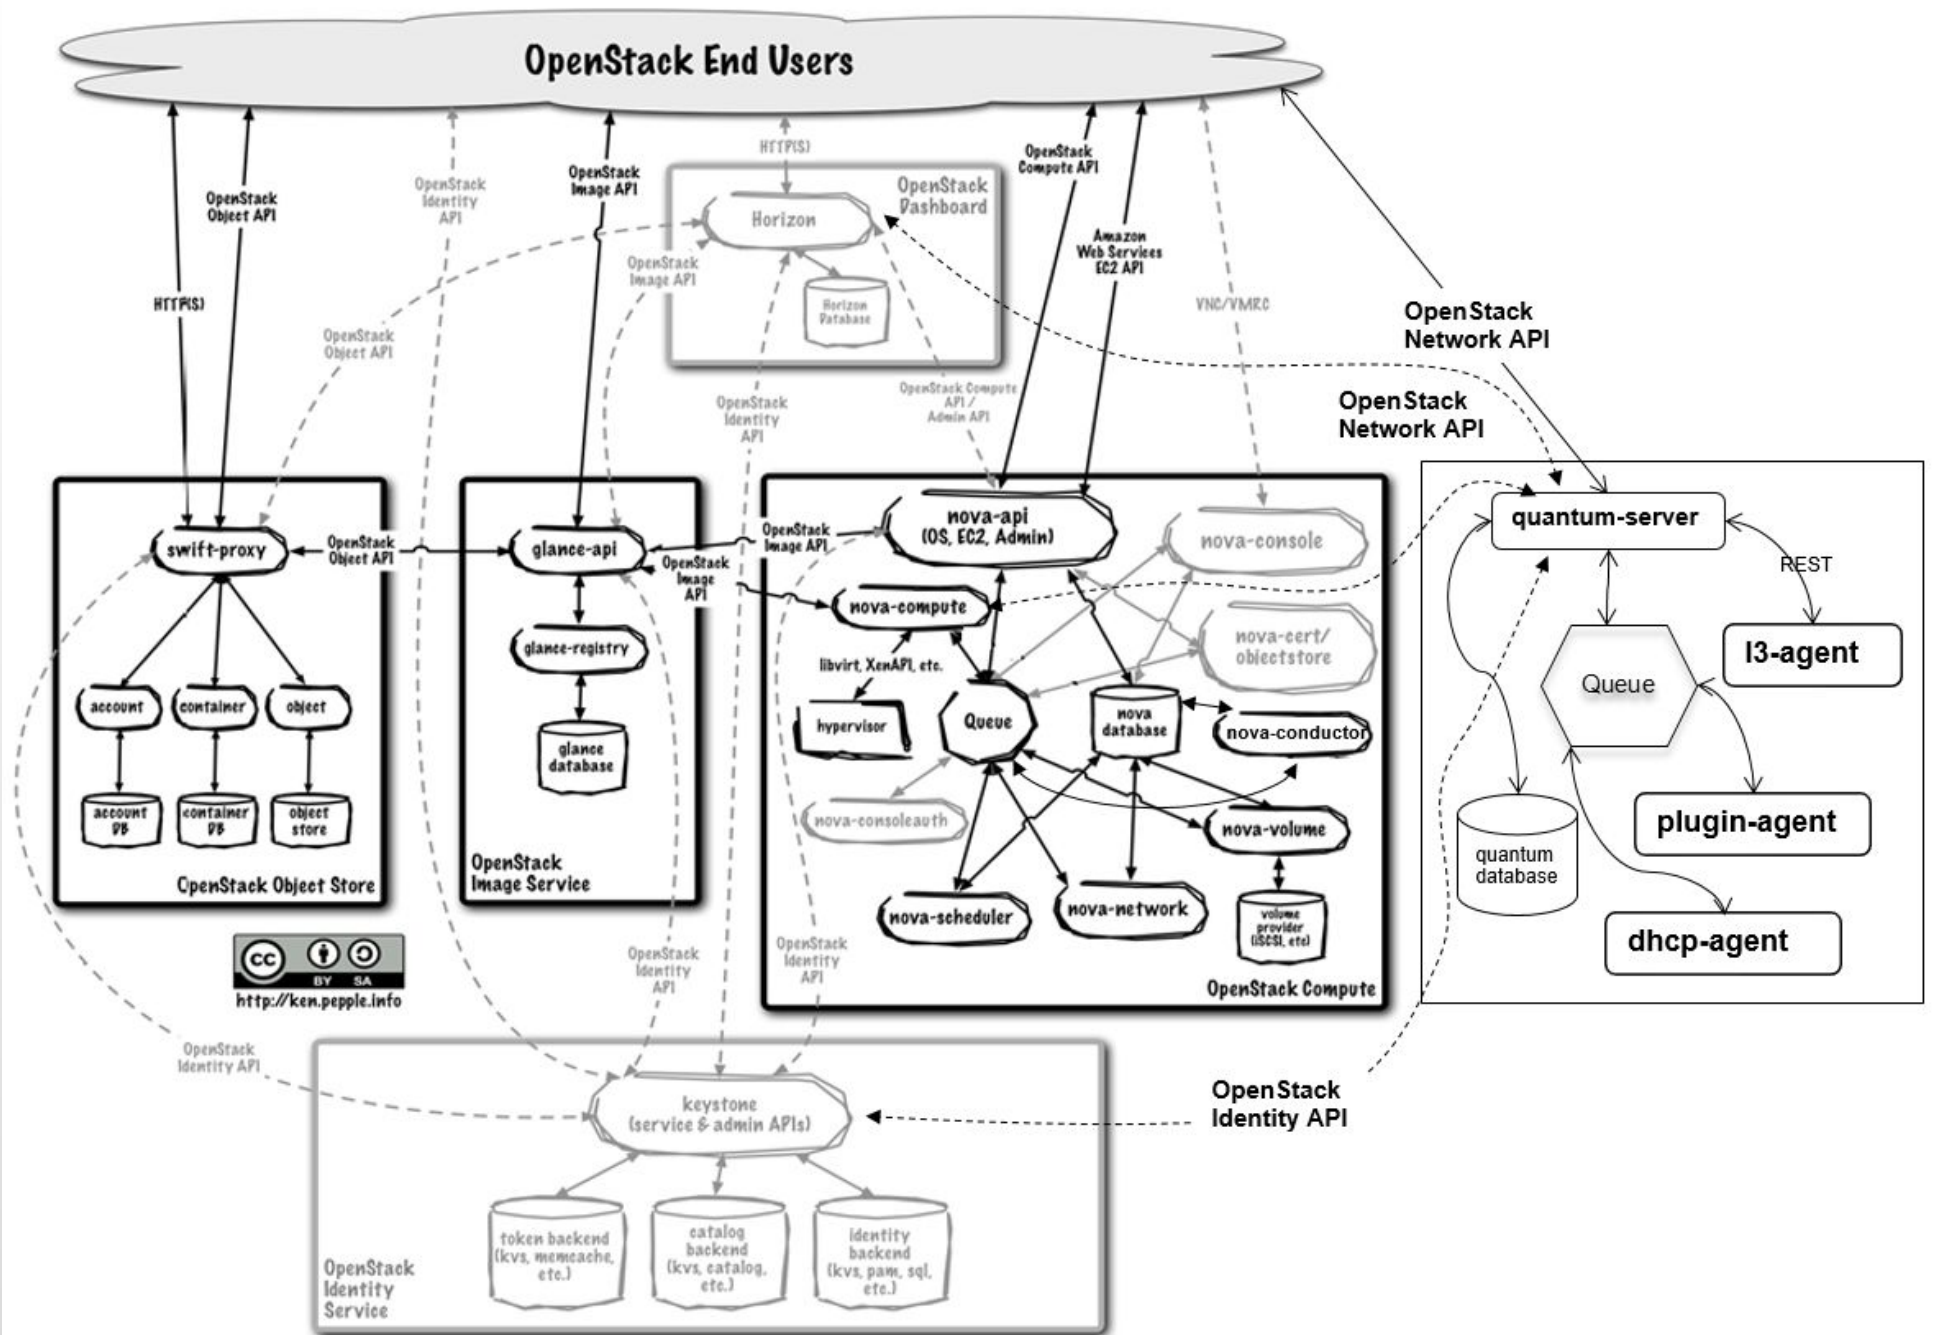 OpenStack End Users
HTTP(S)
OpenStack
Object API
OpenStack
Identity
API
OpenStack
Image API
HTTP(S)
OpenStack
Dashboard
Horizon
Horizon
Database
OpenStack
Image API
OpenStack
Object API
OpenStack
Identity
API
OpenStack Compute
API /
Admin API
OpenStack
Compute API
Amazon
Web Services
EC2 API
VNC/VMRC
OpenStack
Network API
OpenStack
Network API
swift-proxy
account
container
object
account
DB
container
DB
object
store
OpenStack Object Store
OpenStack
Object API
glance-api
glance-registry
glance
database
OpenStack
Image Service
OpenStack
Image API
OpenStack
Image
API
nova-api
(OS, EC2, Admin)
nova-console
nova-compute
nova-cert/
objectstore
libvirt, XenAPI, etc.
hypervisor
Queue
nova
database
nova-conductor
nova-consoleauth
nova-volume
nova-scheduler
nova-network
volume
provider
(iSCSI, etc)
OpenStack Compute
quantum-server
REST
l3-agent
Queue
plugin-agent
quantum
database
dhcp-agent
cc
BY SA
http://ken.pepple.info
OpenStack
Identity API
OpenStack
Identity
API
OpenStack
Identity
API
OpenStack
Identity API
keystone
(service & admin APIs)
token backend
(kvs, memcache,
etc.)
catalog
backend
(kvs, catalog,
etc.)
identity
backend
(kvs, pam, sql,
etc.)
OpenStack
Identity
Service